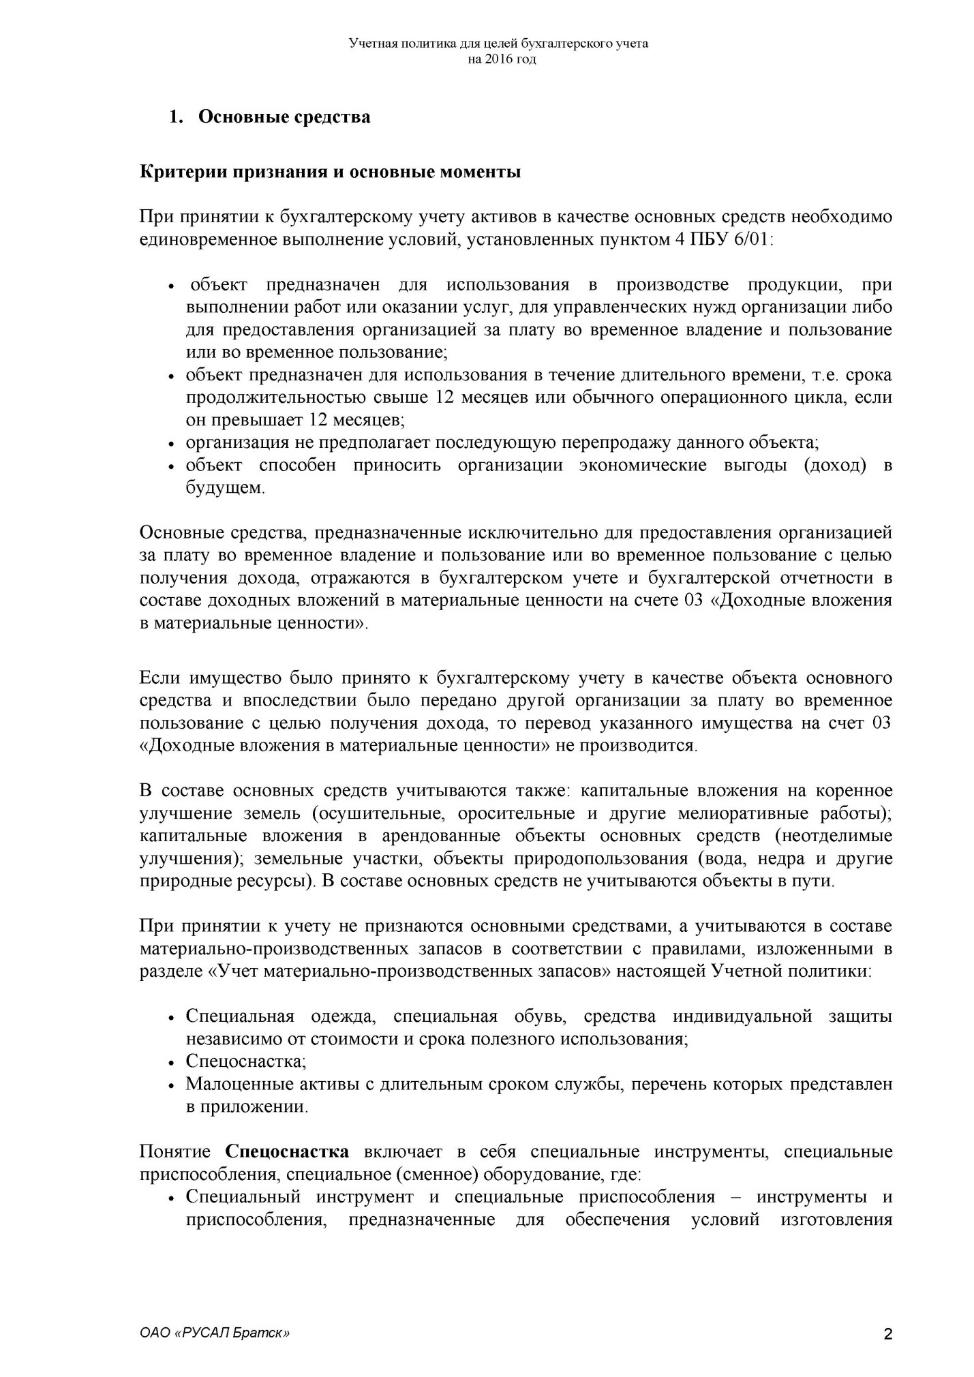 Учетная политика для целей бухгалтерского учета
на 2016 год
1. Основные средства
Критерии признания и основные моменты
При принятии к бухгалтерскому учету активов в качестве основных средств необходимо
единовременное выполнение условий, установленных пунктом 4 ПБУ 6/01:
• объект предназначен для использования в производстве продукции, при
выполнении работ или оказании услуг, для управленческих нужд организации либо
для предоставления организацией за плату во временное владение и пользование
или во временное пользование;
• объект предназначен для использования в течение длительного времени, т.е. срока
продолжительностью свыше 12 месяцев или обычного операционного цикла, если
он превышает 12 месяцев;
• организация не предполагает последующую перепродажу данного объекта;
• объект способен приносить организации экономические выгоды (доход) в
будущем.
Основные средства, предназначенные исключительно для предоставления организацией
за плату во временное владение и пользование или во временное пользование с целью
получения дохода, отражаются в бухгалтерском учете и бухгалтерской отчетности в
составе доходных вложений в материальные ценности на счете 03 «Доходные вложения
в материальные ценности».
Если имущество было принято к бухгалтерскому учету в качестве объекта основного
средства и впоследствии было передано другой организации за плату во временное
пользование с целью получения дохода, то перевод указанного имущества на счет 03
«Доходные вложения в материальные ценности» не производится.
В составе основных средств учитываются также: капитальные вложения на коренное
улучшение земель (осушительные, оросительные и другие мелиоративные работы);
капитальные вложения в арендованные объекты основных средств (неотделимые
улучшения); земельные участки, объекты природопользования (вода, недра и другие
природные ресурсы). В составе основных средств не учитываются объекты в пути.
При принятии к учету не признаются основными средствами, а учитываются в составе
материально-производственных запасов в соответствии с правилами, изложенными в
разделе «Учет материально-производственных запасов» настоящей Учетной политики:
• Специальная одежда, специальная обувь, средства индивидуальной защиты
независимо от стоимости и срока полезного использования;
• Спецоснастка;
• Малоценные активы с длительным сроком службы, перечень которых представлен
в приложении.
Понятие Спецоснастка включает в себя специальные инструменты, специальные
приспособления, специальное (сменное) оборудование, где:
• Специальный инструмент и специальные приспособления – инструменты и
приспособления, предназначенные для обеспечения условий изготовления
ОАО «РУСАЛ Братск»
2